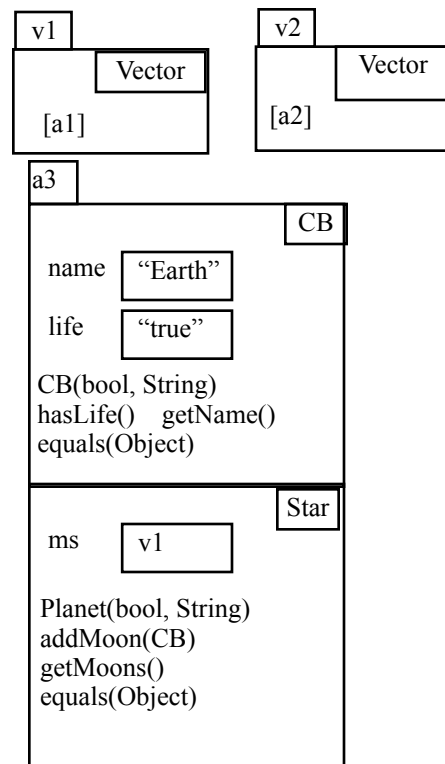 v1
Vector
[a1]
v2
Vector
[a2]
a3
CB
name “Earth”
life “true”
CB(bool, String)
hasLife() getName()
equals(Object)
Star
ms v1
Planet(bool, String)
addMoon(CB)
getMoons()
equals(Object)